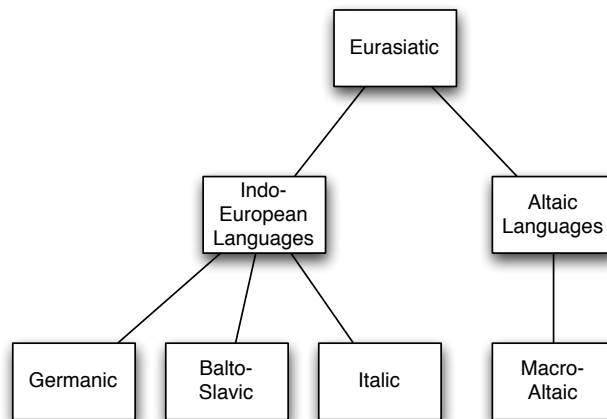 Eurasiatic
Indo-
European
Languages
Altaic
Languages
Germanic
Balto-
Slavic
Italic
Macro-
Altaic